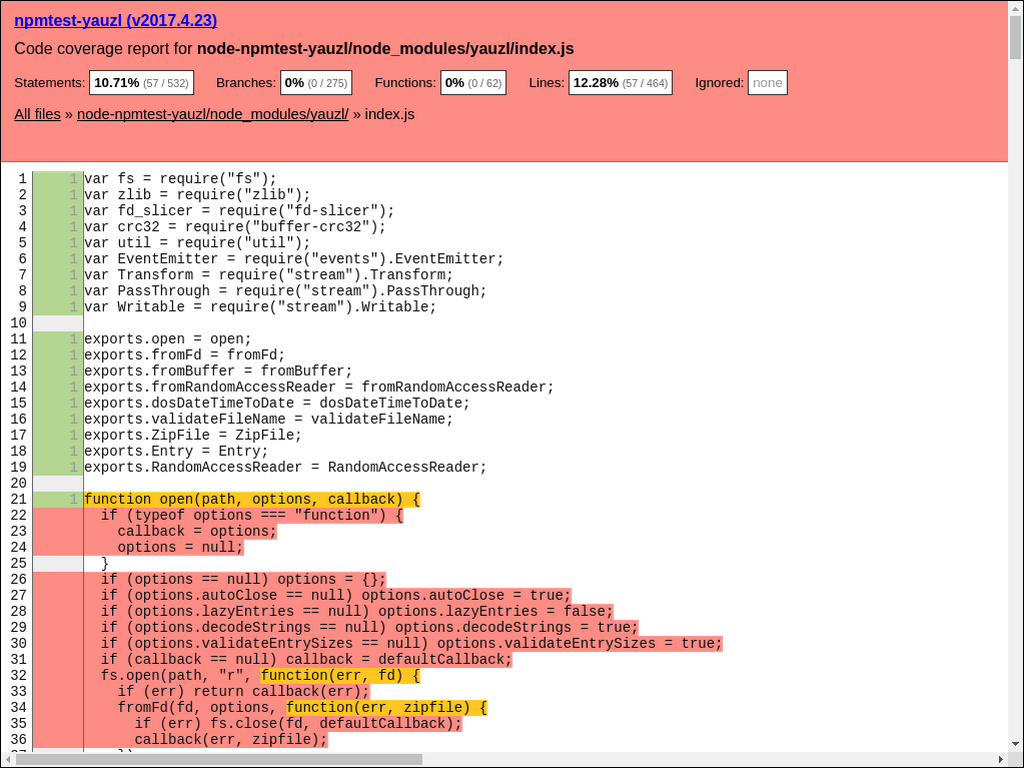 npmtest-yauzl (v2017.4.23)
Code coverage report for node-npmtest-yauzl/node_modules/yauzl/index.js
Statements: 10.71% (57 / 532) Branches: 0% (0 / 275) Functions: 0% (0 / 62) Lines: 12.28% (57 / 464) Ignored: none
All files » node-npmtest-yauzl/node_modules/yauzl/ » index.js
1 1 var fs = require("fs");
2 1 var zlib = require("zlib");
3 1 var fd_slicer = require("fd-slicer");
4 1 var crc32 = require("buffer-crc32");
5 1 var util = require("util");
6 1 var EventEmitter = require("events").EventEmitter;
7 1 var Transform = require("stream").Transform;
8 1 var PassThrough = require("stream").PassThrough;
9 1 var Writable = require("stream").Writable;
10
11 1 exports.open = open;
12 1 exports.fromFd = fromFd;
13 1 exports.fromBuffer = fromBuffer;
14 1 exports.fromRandomAccessReader = fromRandomAccessReader;
15 1 exports.dosDateTimeToDate = dosDateTimeToDate;
16 1 exports.validateFileName = validateFileName;
17 1 exports.ZipFile = ZipFile;
18 1 exports.Entry = Entry;
19 1 exports.RandomAccessReader = RandomAccessReader;
20
21 1 function open(path, options, callback) {
22 if (typeof options === "function") {
23 callback = options;
24 options = null;
25 }
26 if (options == null) options = {};
27 if (options.autoClose == null) options.autoClose = true;
28 if (options.lazyEntries == null) options.lazyEntries = false;
29 if (options.decodeStrings == null) options.decodeStrings = true;
30 if (options.validateEntrySizes == null) options.validateEntrySizes = true;
31 if (callback == null) callback = defaultCallback;
32 fs.open(path, "r", function(err, fd) {
33 if (err) return callback(err);
34 fromFd(fd, options, function(err, zipfile) {
35 if (err) fs.close(fd, defaultCallback);
36 callback(err, zipfile);